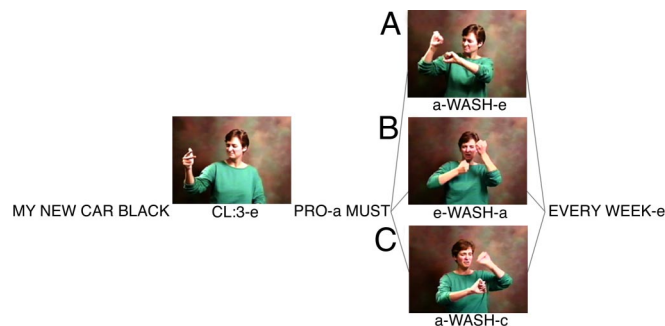 A
a-WASH-e
B
MY NEW CAR BLACK CL:3-e PRO-a MUST e-WASH-a EVERY WEEK-e
C
a-WASH-c